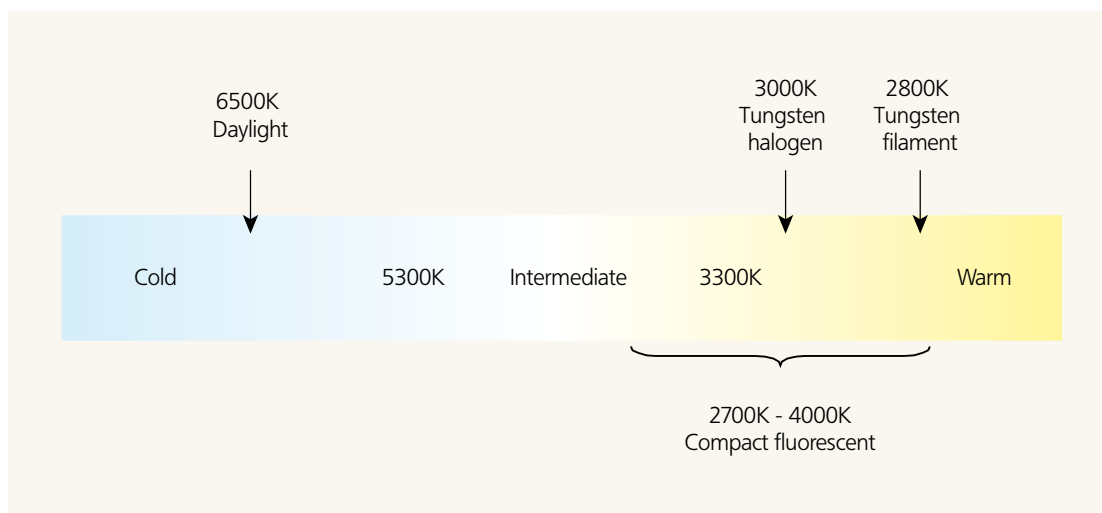 6500K
Daylight
3000K
Tungsten
halogen
2800K
Tungsten
filament
Cold
5300K
Intermediate
3300K
Warm
2700K - 4000K
Compact fluorescent